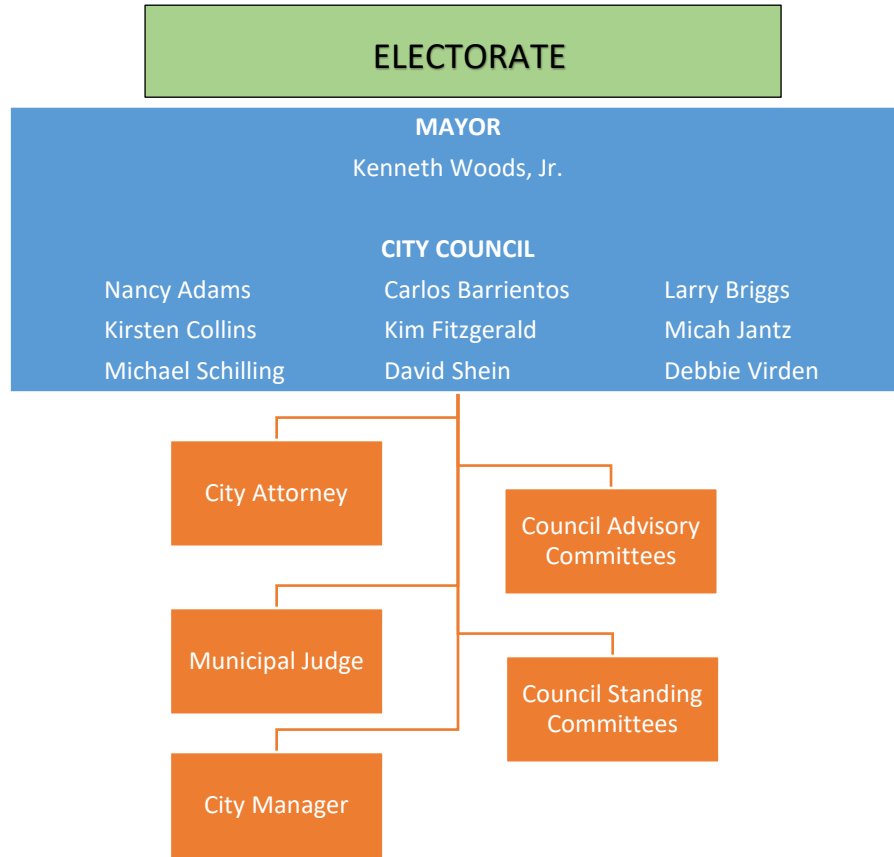 ELECTORATE
MAYOR
Kenneth Woods, Jr.
CITY COUNCIL
Nancy Adams Carlos Barrientos Larry Briggs
Kirsten Collins Kim Fitzgerald Micah Jantz
Michael Schilling David Shein Debbie Virden
City Attorney
Council Advisory
Committees
Municipal Judge
Council Standing
Committees
City Manager